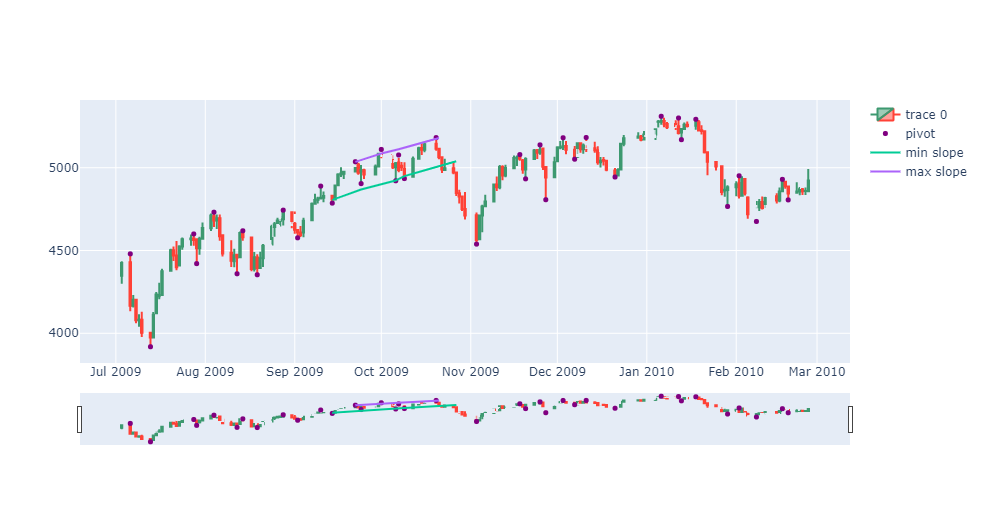 trace 0
pivot
min slope
max slope
5000
4500
4000
Jul 2009 Aug 2009 Sep 2009 Oct 2009 Nov 2009 Dec 2009 Jan 2010 Feb 2010 Mar 2010